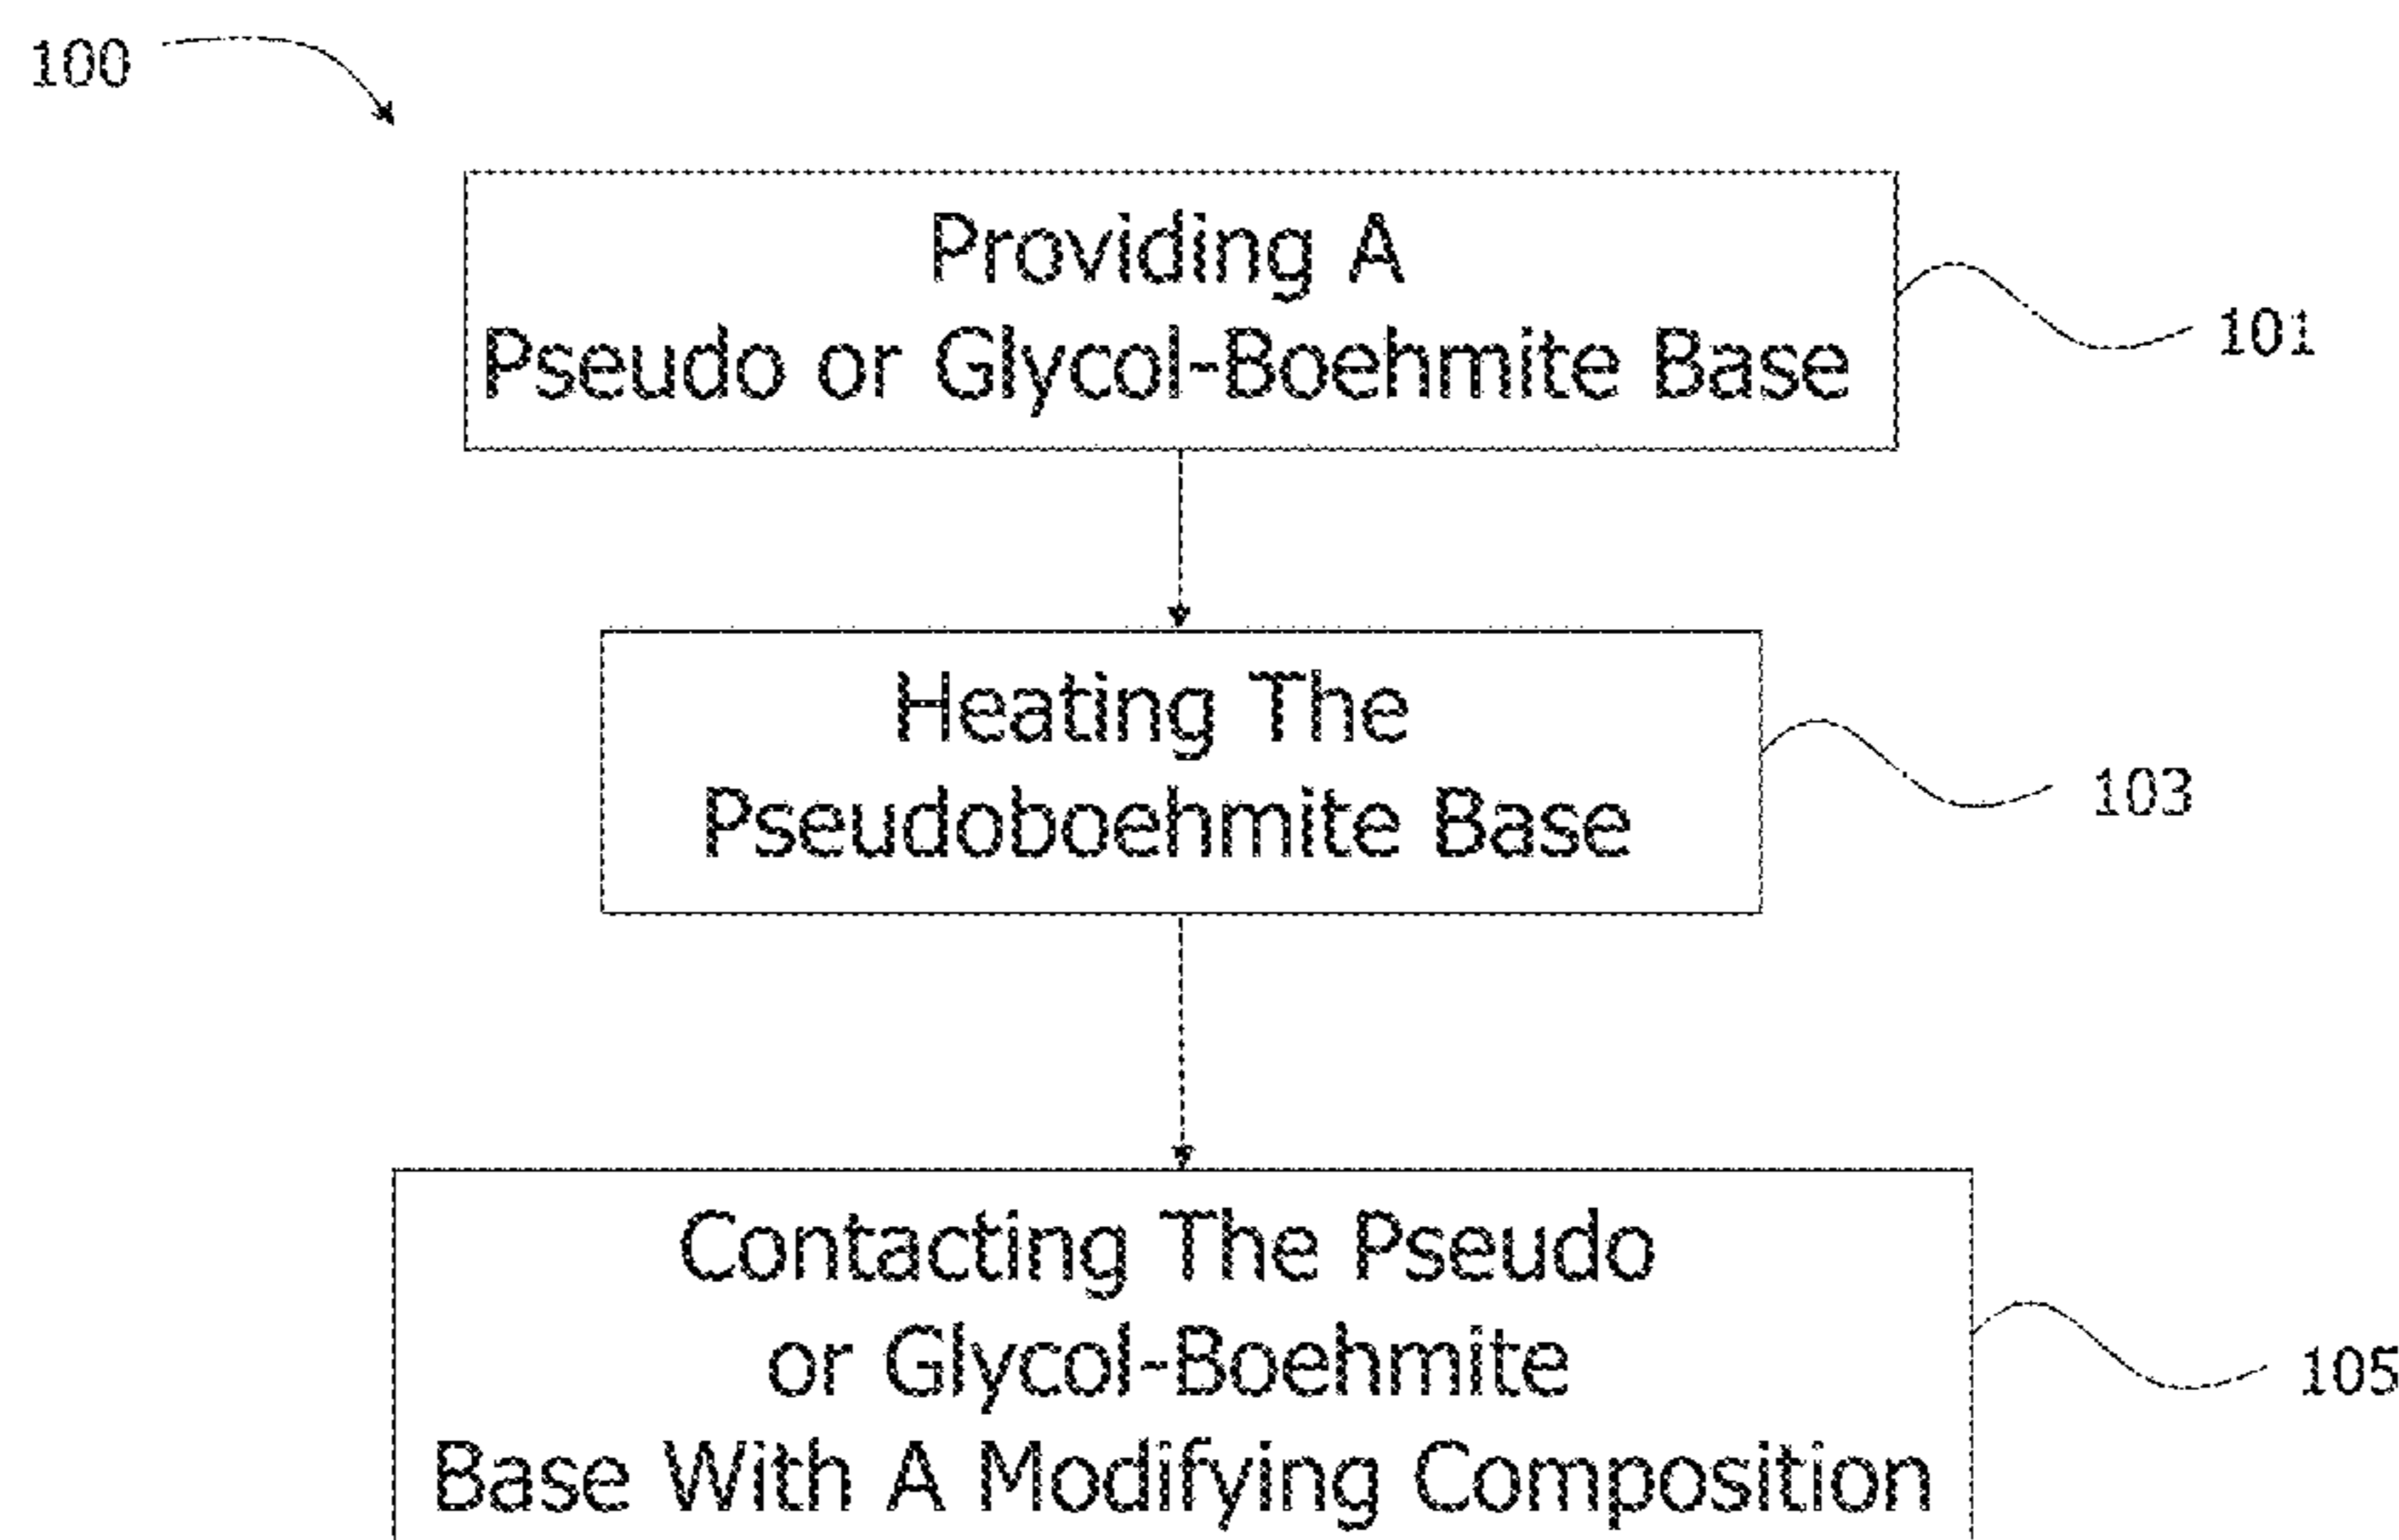 100
Providing A
Pseudo or Glycol-Boehmite Base
101
Heating The
Pseudoboehmite Base
103
Contacting The Pseudo
or Glycol-Boehmite
Base With A Modifying Composition
105